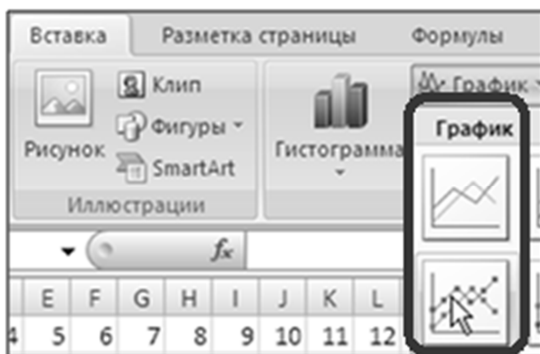 Вставка Разметка страницы Формулы
Клип График
Фигуры График
Рисунок Гистограмма
SmartArt
Иллюстрации
fx
E F G H I J K L
4 5 6 7 8 9 10 11 12